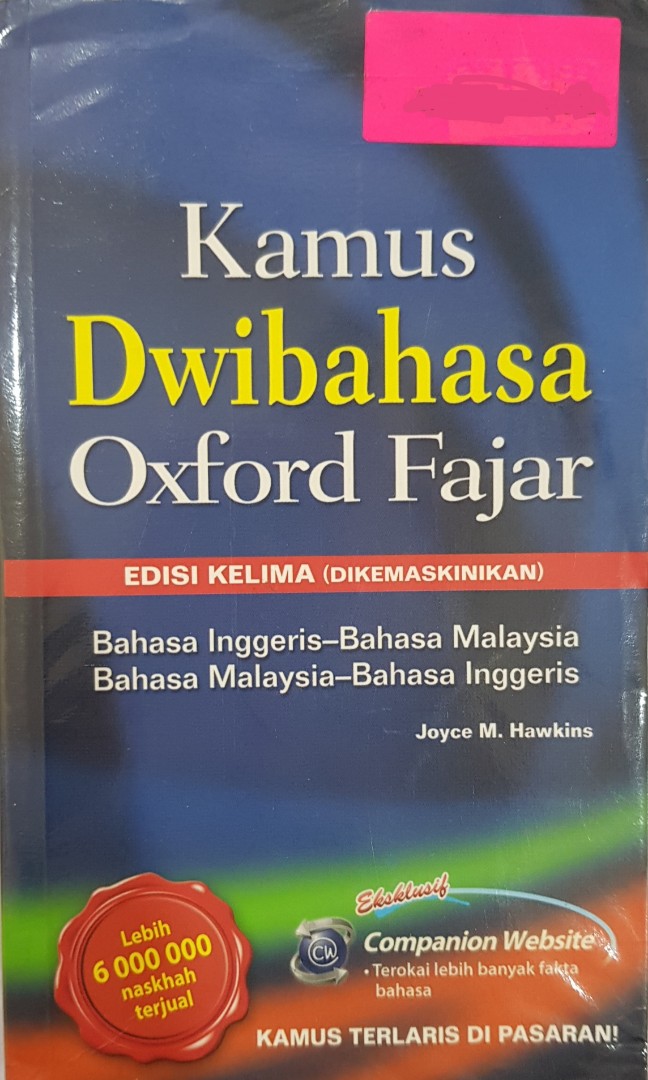 Kamus
Dwibahasa
Oxford Fajar
EDISI KELIMA (DIKEMASKINIKAN)
Bahasa Inggeris–Bahasa Malaysia
Bahasa Malaysia–Bahasa Inggeris
Joyce M. Hawkins
Lebih
6 000 000
naskhah
terjual
Eksklusif
CW
Companion Website
• Terokai lebih banyak fakta
bahasa
KAMUS TERLARIS DI PASARAN!